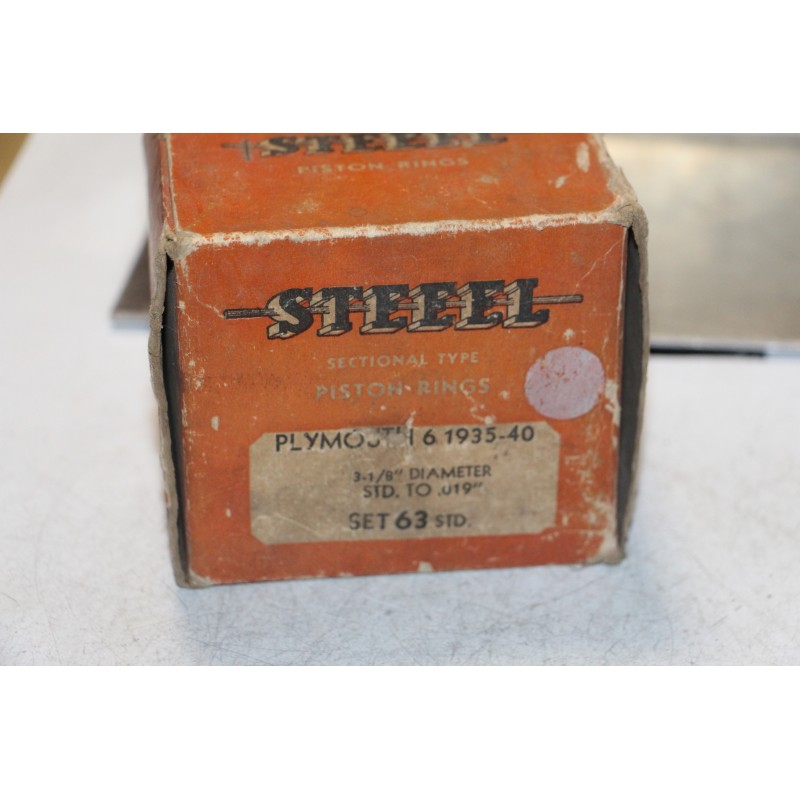 STEEEL
PISTON RINGS
STEEEL
SECTIONAL TYPE
PISTON RINGS
PLYMOUTH 6 1935-40
3-1/8" DIAMETER
STD. TO .019"
SET 63 STD.